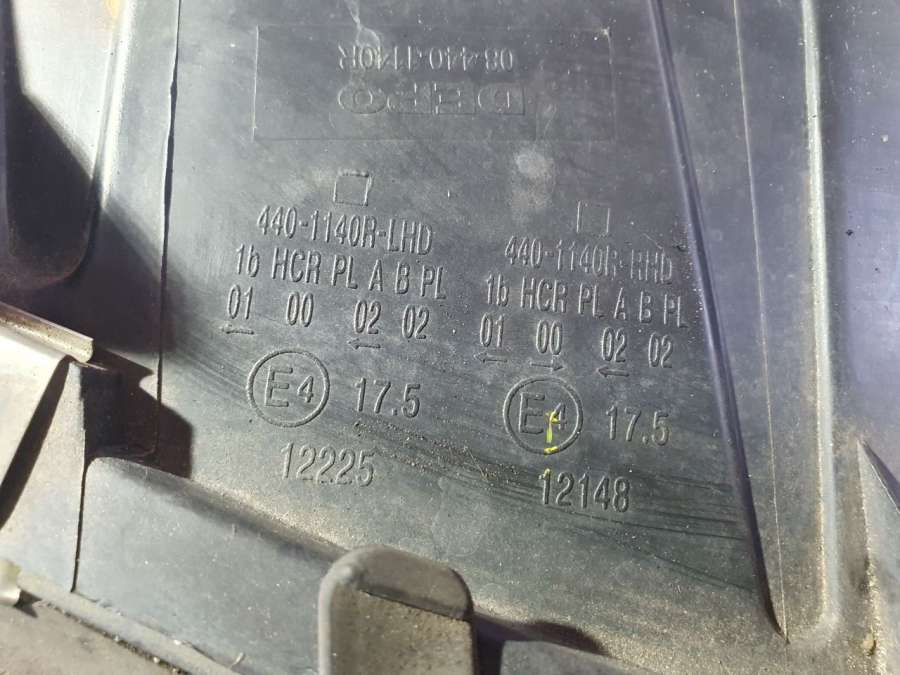 08-440-1140R
DEPO
440-1140R-LHD
1b HCR PL A B PL
01 00 02 02
← ←
E4 17.5
12225
440-1140R-RHD
1b HCR PL A B PL
01 00 02 02
← → ←
E4 17.5
12148